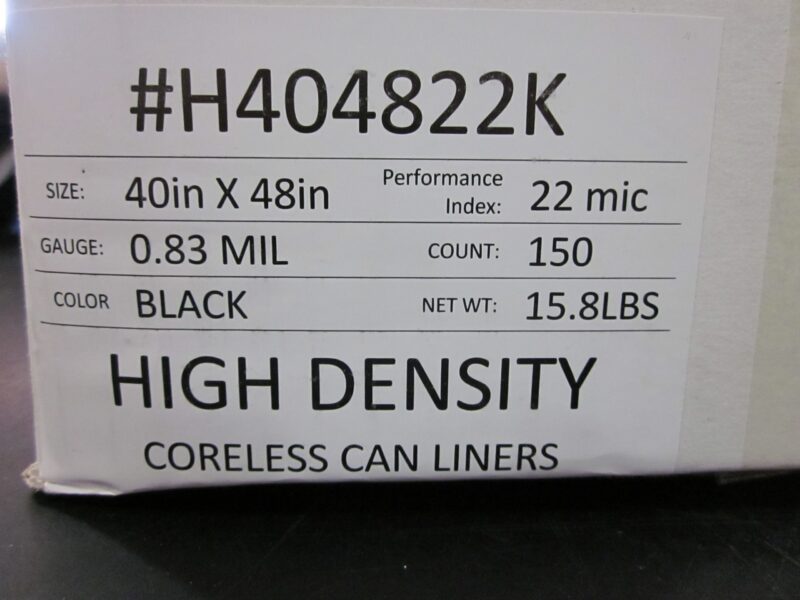 #H404822K
SIZE: 40in X 48in Performance Index: 22 mic
GAUGE: 0.83 MIL COUNT: 150
COLOR BLACK NET WT: 15.8LBS
HIGH DENSITY
CORELESS CAN LINERS